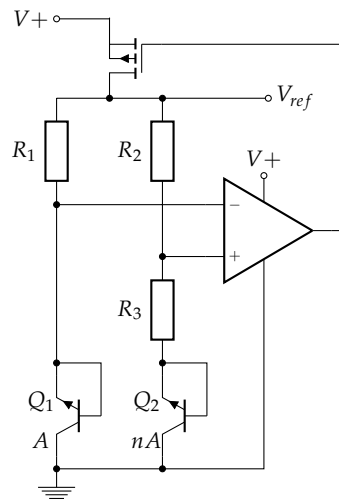 V+
V_ref
R_1
R_2
V+
−
+
R_3
Q_1
Q_2
A
nA